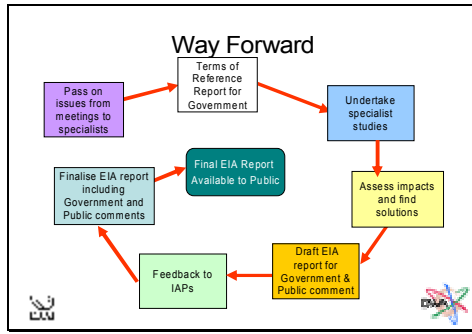 Way Forward
Pass on
issues from
meetings to
specialists
Terms of
Reference
Report for
Government
Undertake
specialist
studies
Assess impacts
and find
solutions
Draft EIA
report for
Government &
Public comment
Feedback to
IAPs
Finalise EIA report
including
Government and
Public comments
Final EIA Report
Available to Public